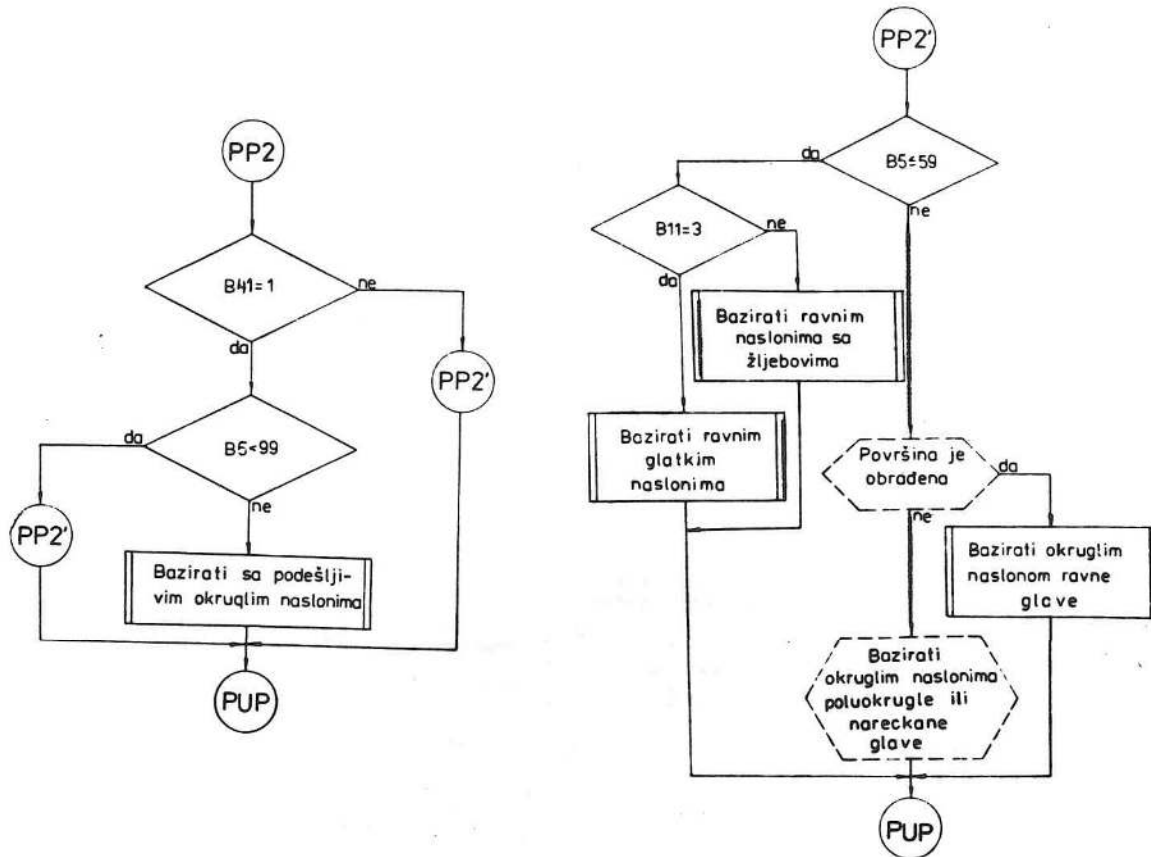 PP2
B41=1
ne
da
PP2'
B5<99
da
ne
PP2'
Bazirati sa podešlji-
vim okruglim naslonima
PUP
PP2'
B5≤59
da
ne
B11=3
ne
da
Bazirati ravnim
naslonima sa
žljebovima
Bazirati ravnim
glatkim
naslonima
Površina je
obrađena
da
ne
Bazirati okruglim
naslonom ravne
glave
Bazirati
okruglim naslonima
poluokrugle ili
nareckane
glave
PUP